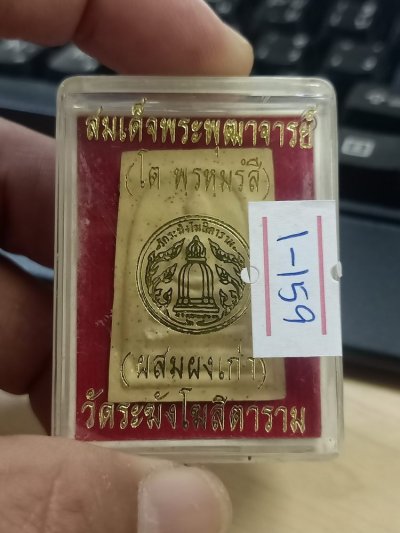 สมเด็จพระพุฒาจารย์
(โต พรหมรังสี)
วัดระฆังโฆสิตาราม
1-159
(ผสมผงเก่า)
วัดระฆังโฆสิตาราม